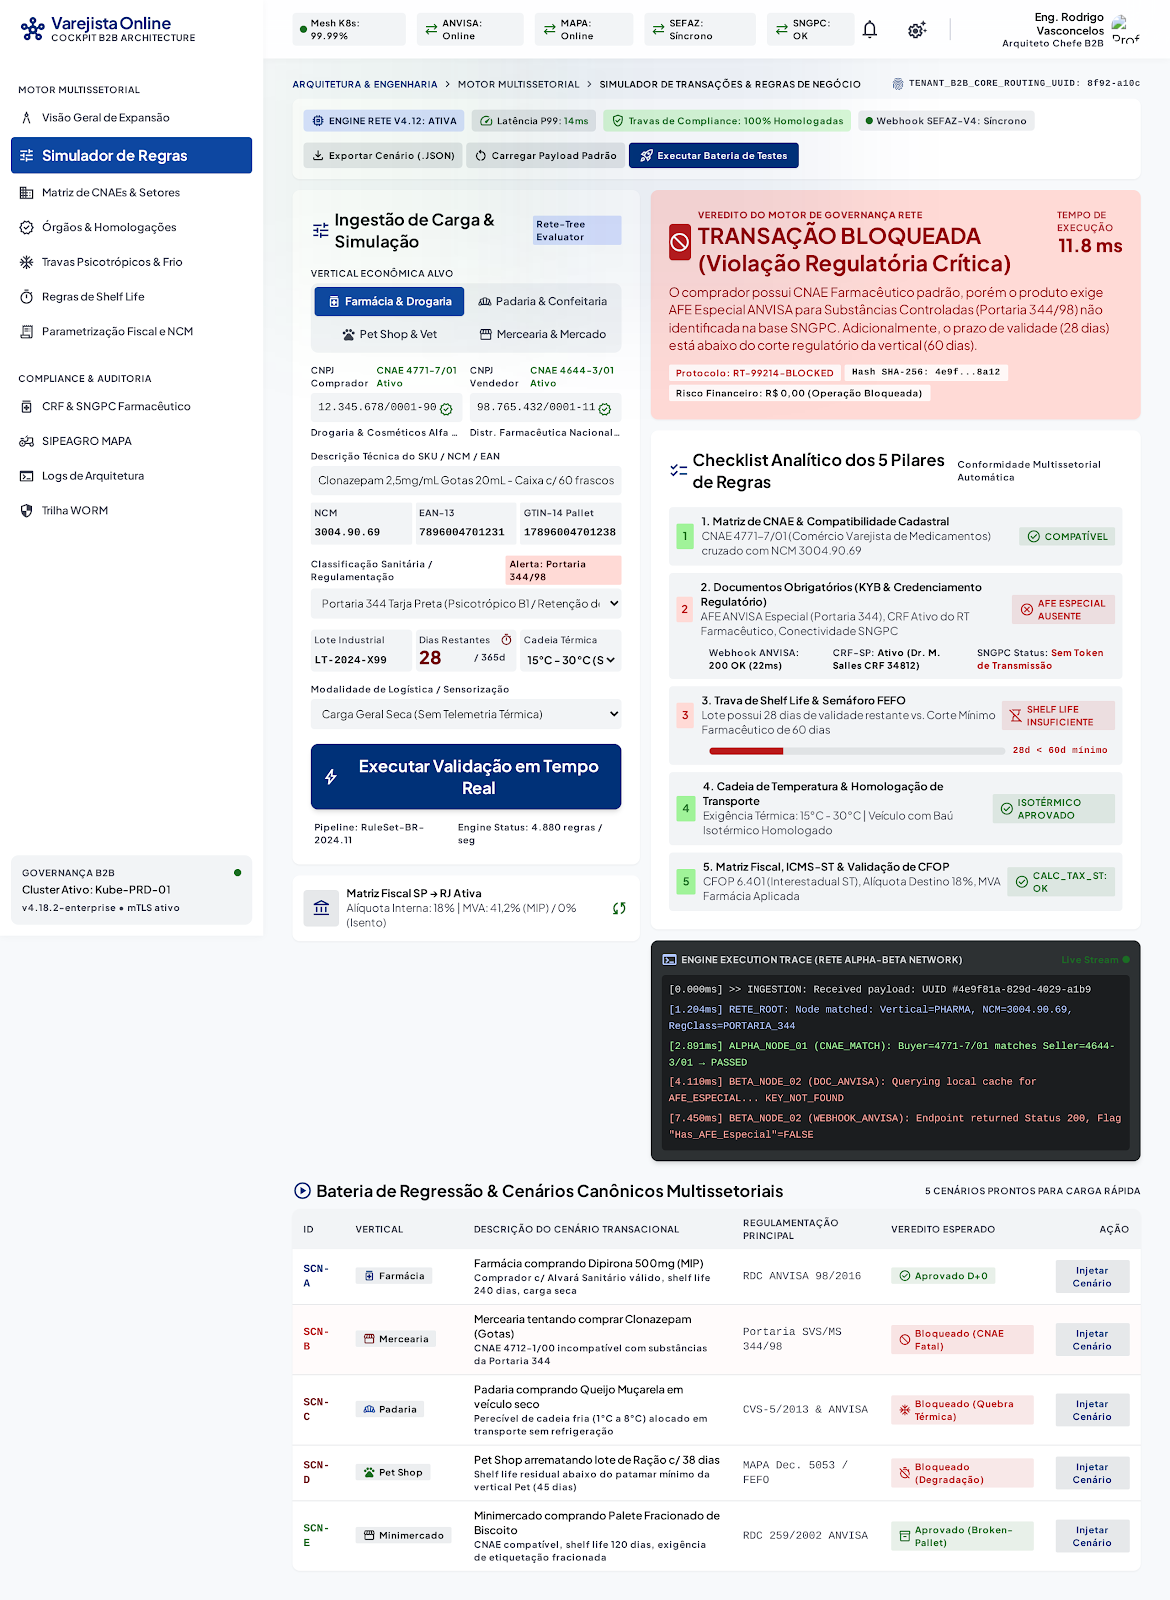 Varejista Online
COCKPIT B2B ARCHITECTURE
MOTOR MULTISSETORIAL
Visão Geral de Expansão
Simulador de Regras
Matriz de CNAEs & Setores
Órgãos & Homologações
Travas Psicotrópicos & Frio
Regras de Shelf Life
Parametrização Fiscal e NCM
COMPLIANCE & AUDITORIA
CRF & SNGPC Farmacêutico
SIPEAGRO MAPA
Logs de Arquitetura
Trilha WORM
GOVERNANÇA B2B
Cluster Ativo: Kube-PRD-01
v4.18.2-enterprise • mTLS ativo
Mesh K8s:
99.99%
ANVISA:
Online
MAPA:
Online
SEFAZ:
Síncrono
SNGPC:
OK
Eng. Rodrigo
Vasconcelos
Arquiteto Chefe B2B
ARQUITETURA & ENGENHARIA
MOTOR MULTISSETORIAL
SIMULADOR DE TRANSAÇÕES & REGRAS DE NEGÓCIO
TENANT_B2B_CORE_ROUTING_UUID: 8f92-a10c
ENGINE RETE V4.12: ATIVA
Latência P99: 14ms
Travas de Compliance: 100% Homologadas
Webhook SEFAZ-V4: Síncrono
Exportar Cenário (.JSON)
Carregar Payload Padrão
Executar Bateria de Testes
Ingestão de Carga &
Simulação
Rete-Tree
Evaluator
VERTICAL ECONÔMICA ALVO
Farmácia & Drogaria
Padaria & Confeitaria
Pet Shop & Vet
Mercearia & Mercado
CNPJ
Comprador
CNAE 4771-7/01
Ativo
CNPJ
Vendedor
CNAE 4644-3/01
Ativo
12.345.678/0001-90
98.765.432/0001-11
Drogaria & Cosméticos Alfa ...
Distr. Farmacêutica Nacional...
Descrição Técnica do SKU / NCM / EAN
Clonazepam 2,5mg/mL Gotas 20mL - Caixa c/ 60 frascos
NCM
3004.90.69
EAN-13
7896004701231
GTIN-14 Pallet
17896004701238
Classificação Sanitária /
Regulamentação
Alerta: Portaria
344/98
Portaria 344 Tarja Preta (Psicotrópico B1 / Retenção d
Lote Industrial
LT-2024-X99
Dias Restantes
28
/ 365d
Cadeia Térmica
15°C - 30°C (S
Modalidade de Logística / Sensorização
Carga Geral Seca (Sem Telemetria Térmica)
Executar Validação em Tempo
Real
Pipeline: RuleSet-BR-
2024.11
Engine Status: 4.880 regras /
seg
Matriz Fiscal SP → RJ Ativa
Alíquota Interna: 18% | MVA: 41,2% (MIP) / 0%
(Isento)
VEREDITO DO MOTOR DE GOVERNANÇA RETE
TRANSAÇÃO BLOQUEADA
(Violação Regulatória Crítica)
TEMPO DE
EXECUÇÃO
11.8 ms
O comprador possui CNAE Farmacêutico padrão, porém o produto exige
AFE Especial ANVISA para Substâncias Controladas (Portaria 344/98) não
identificada na base SNGPC. Adicionalmente, o prazo de validade (28 dias)
está abaixo do corte regulatório da vertical (60 dias).
Protocolo: RT-99214-BLOCKED
Hash SHA-256: 4e9f...8a12
Risco Financeiro: R$ 0,00 (Operação Bloqueada)
Checklist Analítico dos 5 Pilares
de Regras
Conformidade Multissetorial
Automática
1
1. Matriz de CNAE & Compatibilidade Cadastral
CNAE 4771-7/01 (Comércio Varejista de Medicamentos)
cruzado com NCM 3004.90.69
COMPATÍVEL
2
2. Documentos Obrigatórios (KYB & Credenciamento
Regulatório)
AFE ANVISA Especial (Portaria 344), CRF Ativo do RT
Farmacêutico, Conectividade SNGPC
AFE ESPECIAL
AUSENTE
Webhook ANVISA:
200 OK (22ms)
CRF-SP: Ativo (Dr. M.
Salles CRF 34812)
SNGPC Status: Sem Token
de Transmissão
3
3. Trava de Shelf Life & Semáforo FEFO
Lote possui 28 dias de validade restante vs. Corte Mínimo
Farmacêutico de 60 dias
SHELF LIFE
INSUFICIENTE
28d < 60d mínimo
4
4. Cadeia de Temperatura & Homologação de
Transporte
Exigência Térmica: 15°C - 30°C | Veículo com Baú
Isotérmico Homologado
ISOTÉRMICO
APROVADO
5
5. Matriz Fiscal, ICMS-ST & Validação de CFOP
CFOP 6.401 (Interestadual ST), Alíquota Destino 18%, MVA
Farmácia Aplicada
CALC_TAX_ST:
OK
ENGINE EXECUTION TRACE (RETE ALPHA-BETA NETWORK)
Live Stream
[0.000ms] >> INGESTION: Received payload: UUID #4e9f81a-829d-4029-a1b9
[1.204ms] RETE_ROOT: Node matched: Vertical=PHARMA, NCM=3004.90.69,
RegClass=PORTARIA_344
[2.891ms] ALPHA_NODE_01 (CNAE_MATCH): Buyer=4771-7/01 matches Seller=4644-
3/01 → PASSED
[4.110ms] BETA_NODE_02 (DOC_ANVISA): Querying local cache for
AFE_ESPECIAL... KEY_NOT_FOUND
[7.450ms] BETA_NODE_02 (WEBHOOK_ANVISA): Endpoint returned Status 200, Flag
"Has_AFE_Especial"=FALSE
Bateria de Regressão & Cenários Canônicos Multissetoriais
5 CENÁRIOS PRONTOS PARA CARGA RÁPIDA
ID
VERTICAL
DESCRIÇÃO DO CENÁRIO TRANSACIONAL
REGULAMENTAÇÃO
PRINCIPAL
VEREDITO ESPERADO
AÇÃO
SCN-
A
Farmácia
Farmácia comprando Dipirona 500mg (MIP)
Comprador c/ Alvará Sanitário válido, shelf life
240 dias, carga seca
RDC ANVISA 98/2016
Aprovado D+0
Injetar
Cenário
SCN-
B
Mercearia
Mercearia tentando comprar Clonazepam
(Gotas)
CNAE 4712-1/00 incompatível com substâncias
da Portaria 344
Portaria SVS/MS
344/98
Bloqueado (CNAE
Fatal)
Injetar
Cenário
SCN-
C
Padaria
Padaria comprando Queijo Muçarela em
veículo seco
Perecível de cadeia fria (1°C a 8°C) alocado em
transporte sem refrigeração
CVS-5/2013 & ANVISA
Bloqueado (Quebra
Térmica)
Injetar
Cenário
SCN-
D
Pet Shop
Pet Shop arrematando lote de Ração c/ 38 dias
Shelf life residual abaixo do patamar mínimo da
vertical Pet (45 dias)
MAPA Dec. 5053 /
FEFO
Bloqueado
(Degradação)
Injetar
Cenário
SCN-
E
Minimercado
Minimercado comprando Palete Fracionado de
Biscoito
CNAE compatível, shelf life 120 dias, exigência
de etiquetação fracionada
RDC 259/2002 ANVISA
Aprovado (Broken-
Pallet)
Injetar
Cenário